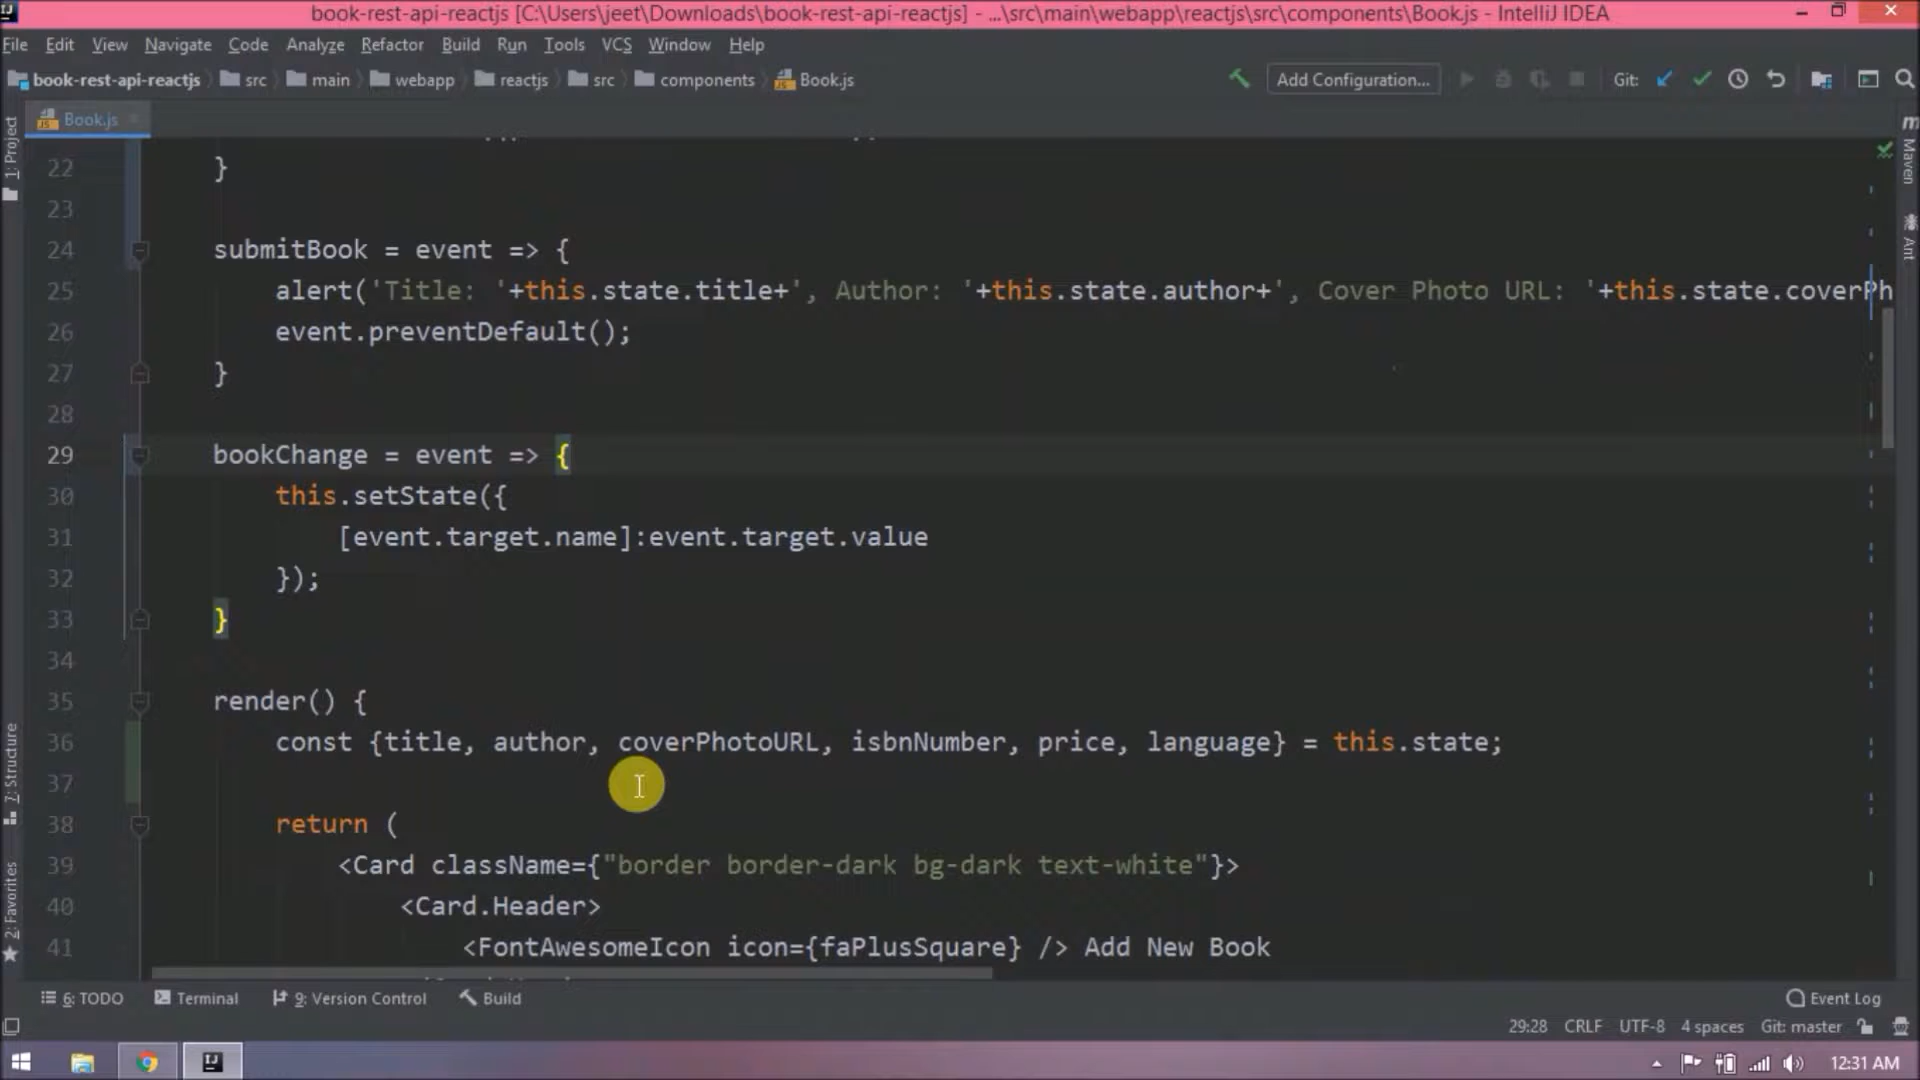 book-rest-api-reactjs [C:\Users\jeet\Downloads\book-rest-api-reactjs] - ...\src\main\webapp\reactjs\src\components\Book.js - IntelliJ IDEA
File Edit View Navigate Code Analyze Refactor Build Run Tools VCS Window Help
book-rest-api-reactjs src main webapp reactjs src components Book.js Add Configuration... Git:
Book.js
1: Project
Maven
Ant
7: Structure
2: Favorites
22 }
23
24 submitBook = event => {
25 alert('Title: '+this.state.title+', Author: '+this.state.author+', Cover Photo URL: '+this.state.coverPh
26 event.preventDefault();
27 }
28
29 bookChange = event => {
30 this.setState({
31 [event.target.name]:event.target.value
32 });
33 }
34
35 render() {
36 const {title, author, coverPhotoURL, isbnNumber, price, language} = this.state;
37
38 return (
39 <Card className={"border border-dark bg-dark text-white"}>
40 <Card.Header>
41 <FontAwesomeIcon icon={faPlusSquare} /> Add New Book
6: TODO Terminal 9: Version Control Build Event Log
29:28 CRLF UTF-8 4 spaces Git: master
12:31 AM